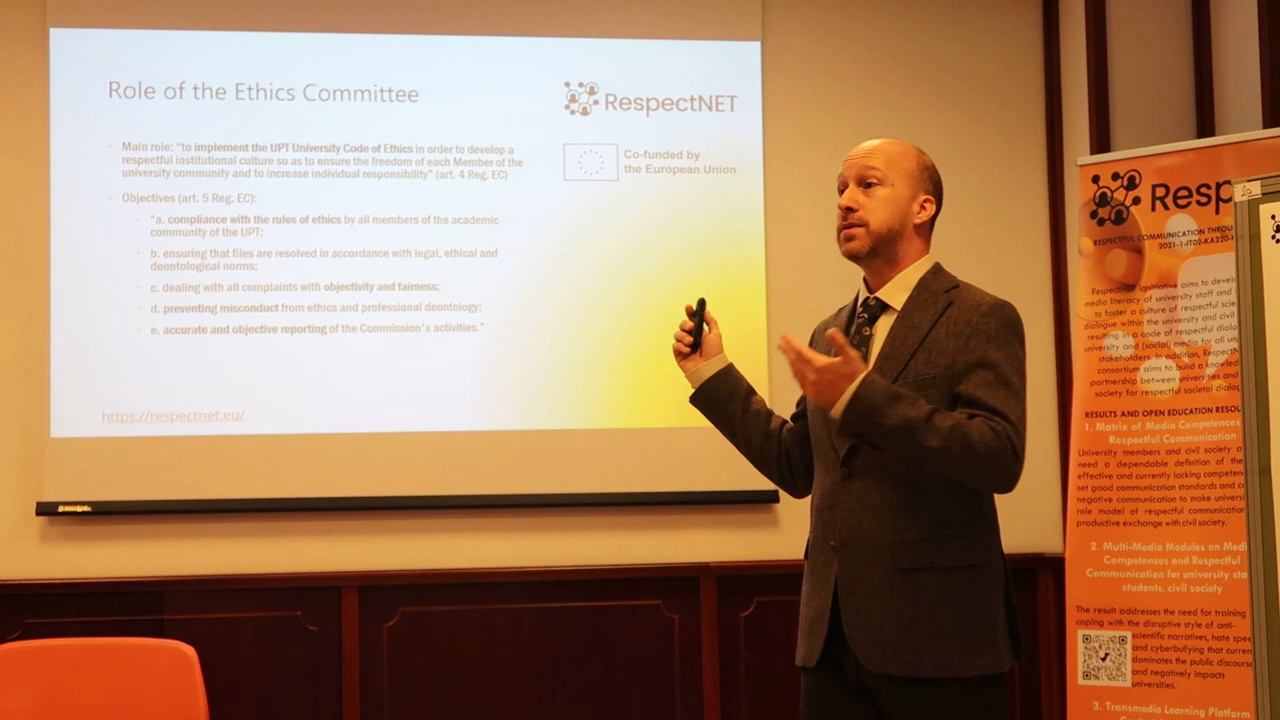 Role of the Ethics Committee
RespectNET
Co-funded by
the European Union
Main role: "to implement the UPT University Code of Ethics in order to develop a
respectful institutional culture so as to ensure the freedom of each Member of the
university community and to increase individual responsibility" (art. 4 Reg. EC)
Objectives (art. 5 Reg. EC):
"a. compliance with the rules of ethics by all members of the academic
community of the UPT;
b. ensuring that files are resolved in accordance with legal, ethical and
deontological norms;
c. dealing with all complaints with objectivity and fairness;
d. preventing misconduct from ethics and professional deontology;
e. accurate and objective reporting of the Commission's activities."
https://respectnet.eu/
Resp
RESPECTFUL COMMUNICATION THROU
2021-1-IT02-KA220-
RespectNET ignitiative aims to develo
media literacy of university staff and
to foster a culture of respectful scie
dialogue within the university and civil
resulting in a code of respectful dialo
university and (social) media for all un
stakeholders. In addition, RespectN
consortium aims to build a knowled
partnership between universities and
society for respectful societal dialog
RESULTS AND OPEN EDUCATION RESOU
1. Matrix of Media Competences
Respectful Communication
University members and civil society a
need a dependable definition of the
effective and currently lacking competen
set good communication standards and c
negative communication to make universi
role model of respectful communication
productive exchange with civil society.
2. Multi-Media Modules on Medi
Competences and Respectful
Communication for university sta
students, civil society
The result addresses the need for training
coping with the disruptive style of anti-
scientific narratives, hate spee
and cyberbullying that curren
dominates the public discourse
and negatively impacts
universities.
3. Transmedia Learning Platform